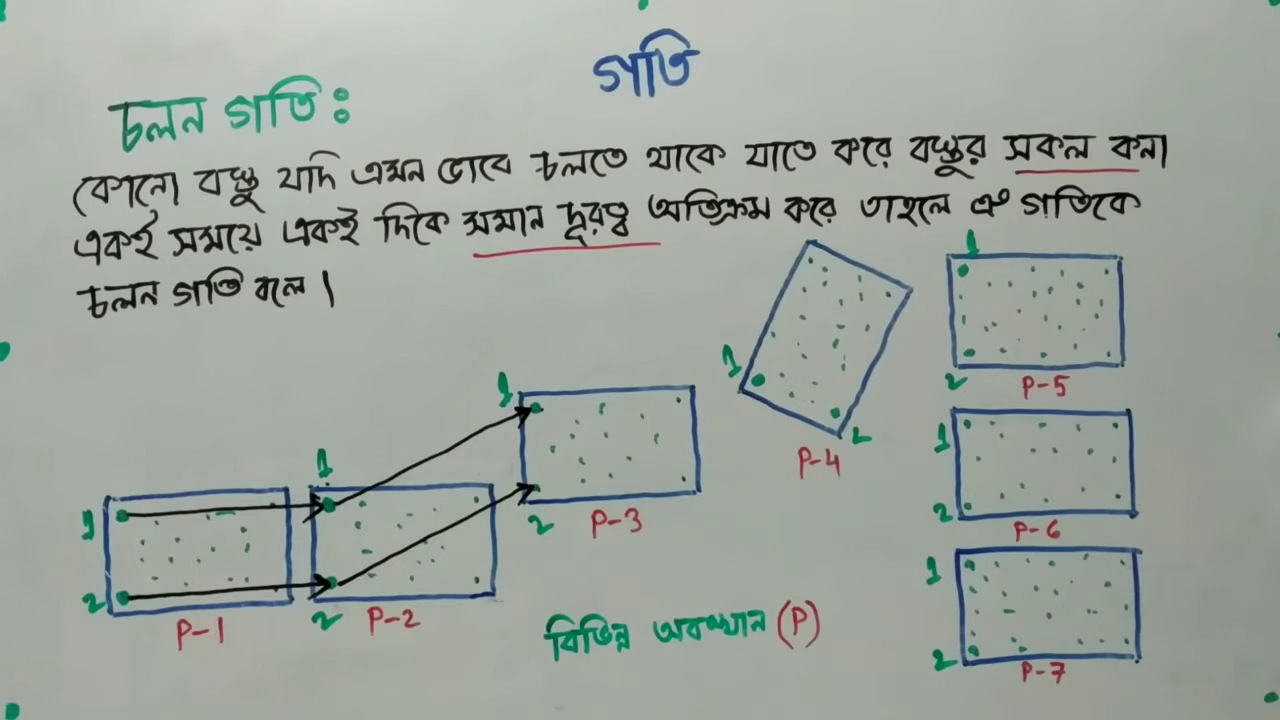 গতি
চলন গতি :
কোনো বস্তু যদি এমন ভাবে চলতে থাকে যাতে করে বস্তুর সকল কনা
একই সময়ে একই দিকে সমান দূরত্ব অতিক্রম করে তাহলে ঐ গতিকে
চলন গতি বলে।
1
2
P-1
1
2
P-2
1
2
P-3
1
2
P-4
1
2
P-5
1
2
P-6
1
2
P-7
বিভিন্ন অবস্থান (P)